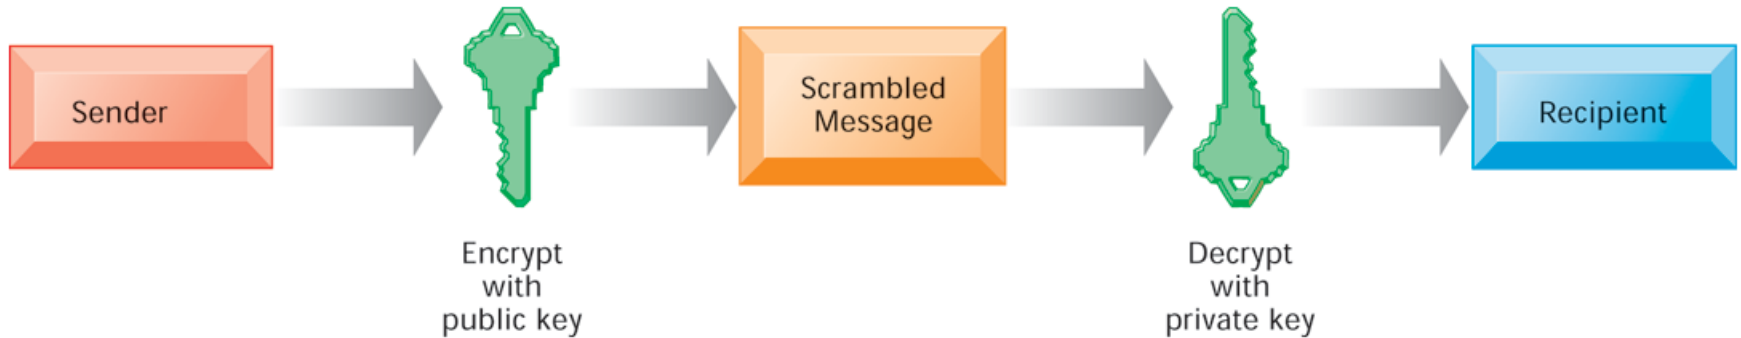 Sender
Encrypt
with
public key
Scrambled
Message
Decrypt
with
private key
Recipient